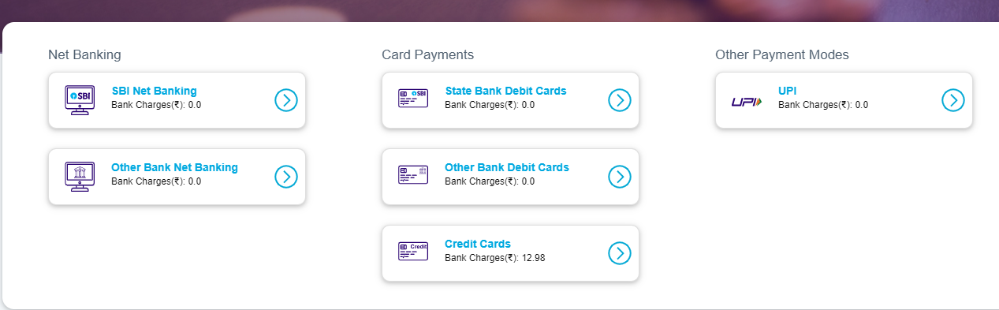 Net Banking
SBI
SBI Net Banking
Bank Charges(₹): 0.0
Other Bank Net Banking
Bank Charges(₹): 0.0
Card Payments
SBI
State Bank Debit Cards
Bank Charges(₹): 0.0
Other Bank Debit Cards
Bank Charges(₹): 0.0
Credit
Credit Cards
Bank Charges(₹): 12.98
Other Payment Modes
UPI
UPI
Bank Charges(₹): 0.0